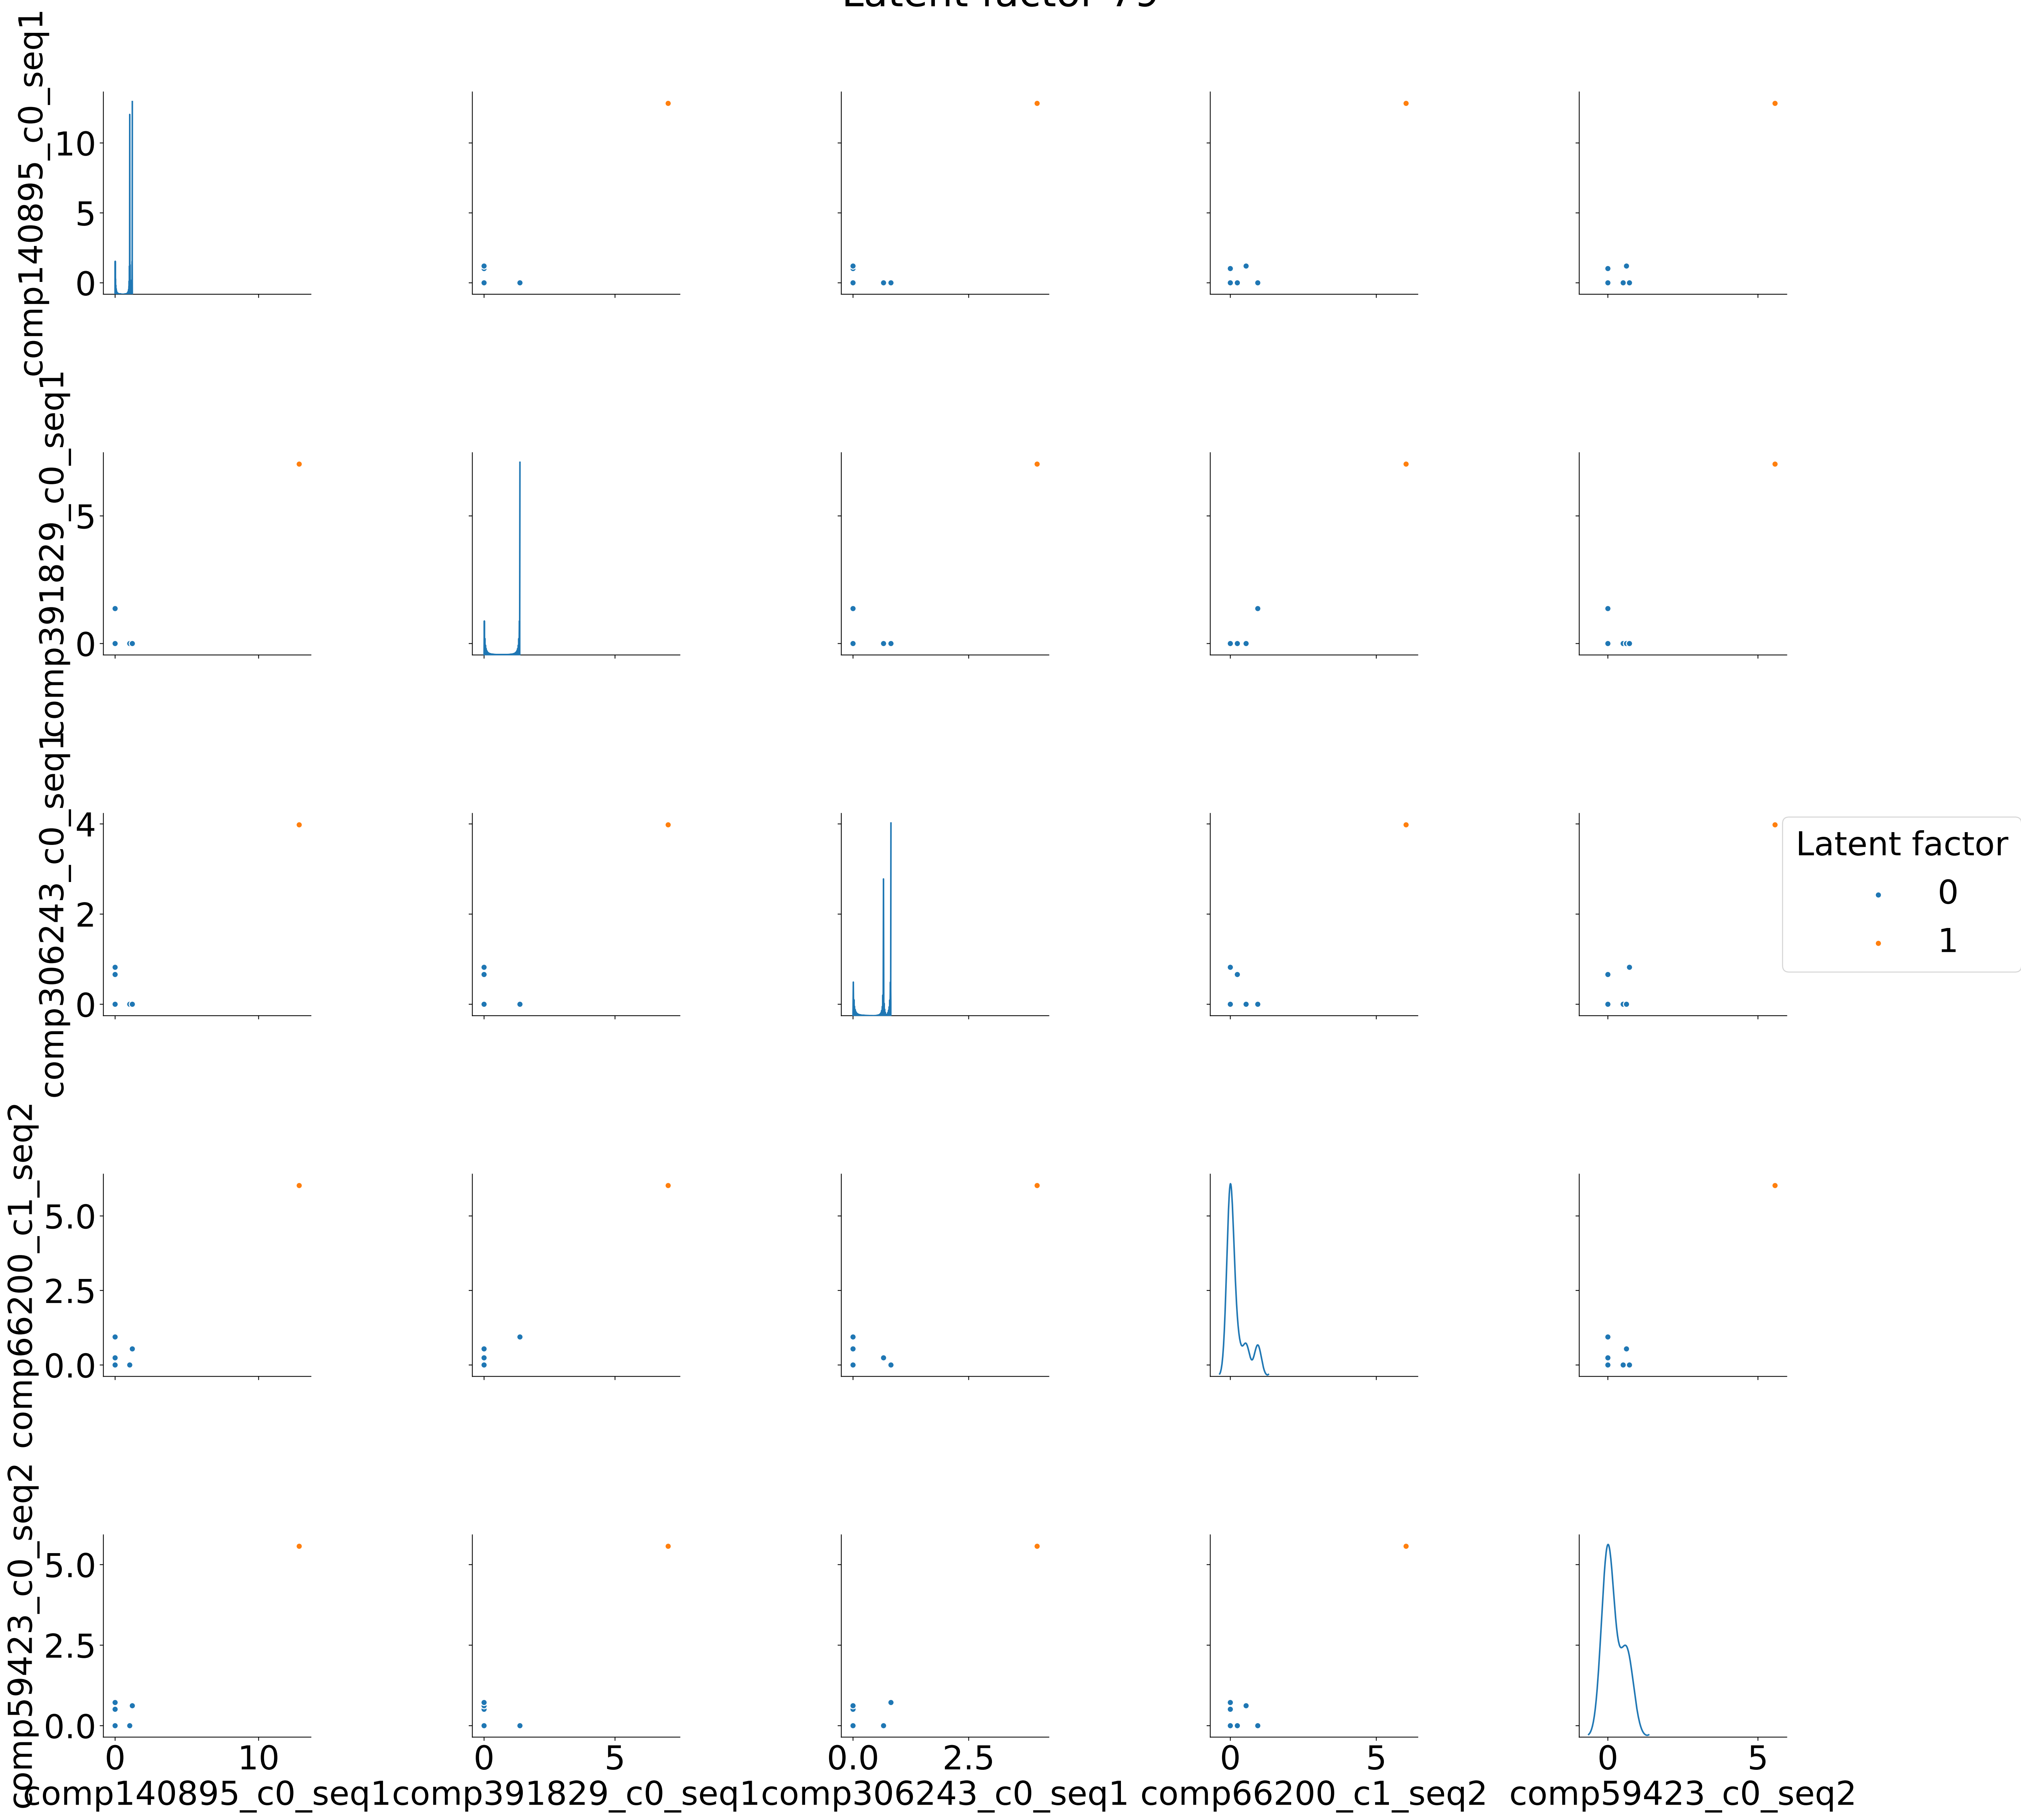 Latent factor 79
comp140895_c0_seq1
10
5
0
comp391829_c0_seq1
5
0
comp306243_c0_seq1
4
2
0
Latent factor
0
1
comp66200_c1_seq2
5.0
2.5
0.0
comp59423_c0_seq2
5.0
2.5
0.0
0 10 0 5 0.0 2.5 0 5 0 5
comp140895_c0_seq1 comp391829_c0_seq1 comp306243_c0_seq1 comp66200_c1_seq2 comp59423_c0_seq2